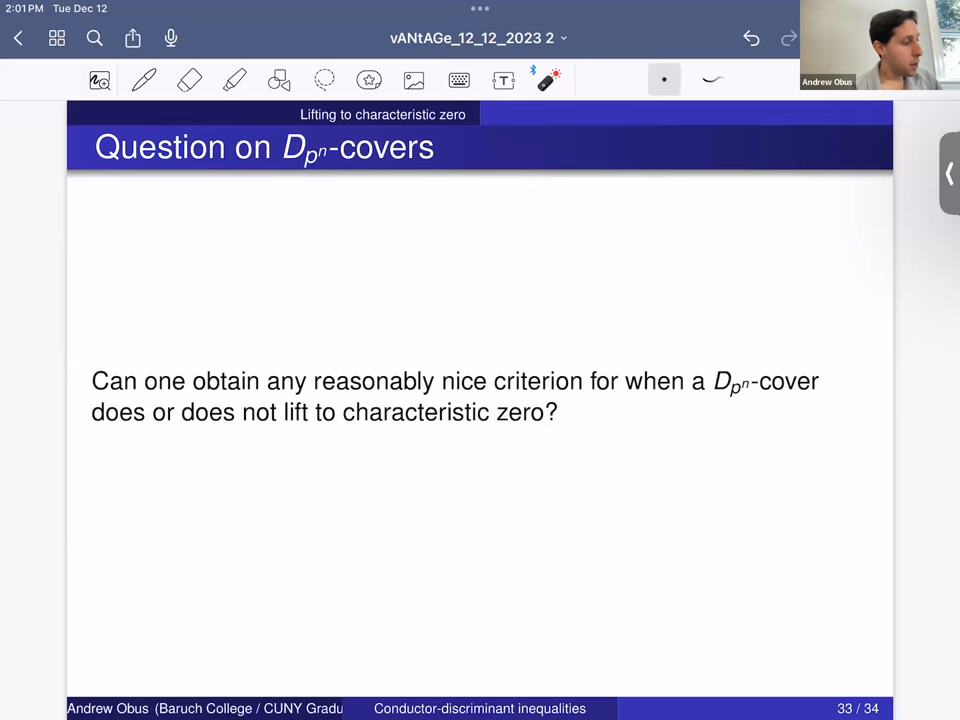 2:01 PM Tue Dec 12
vANtAGe_12_12_2023 2
Andrew Obus
Lifting to characteristic zero
Question on D_{p^n}-covers
Can one obtain any reasonably nice criterion for when a D_{p^n}-cover
does or does not lift to characteristic zero?
Andrew Obus (Baruch College / CUNY Gradu
Conductor-discriminant inequalities
33 / 34